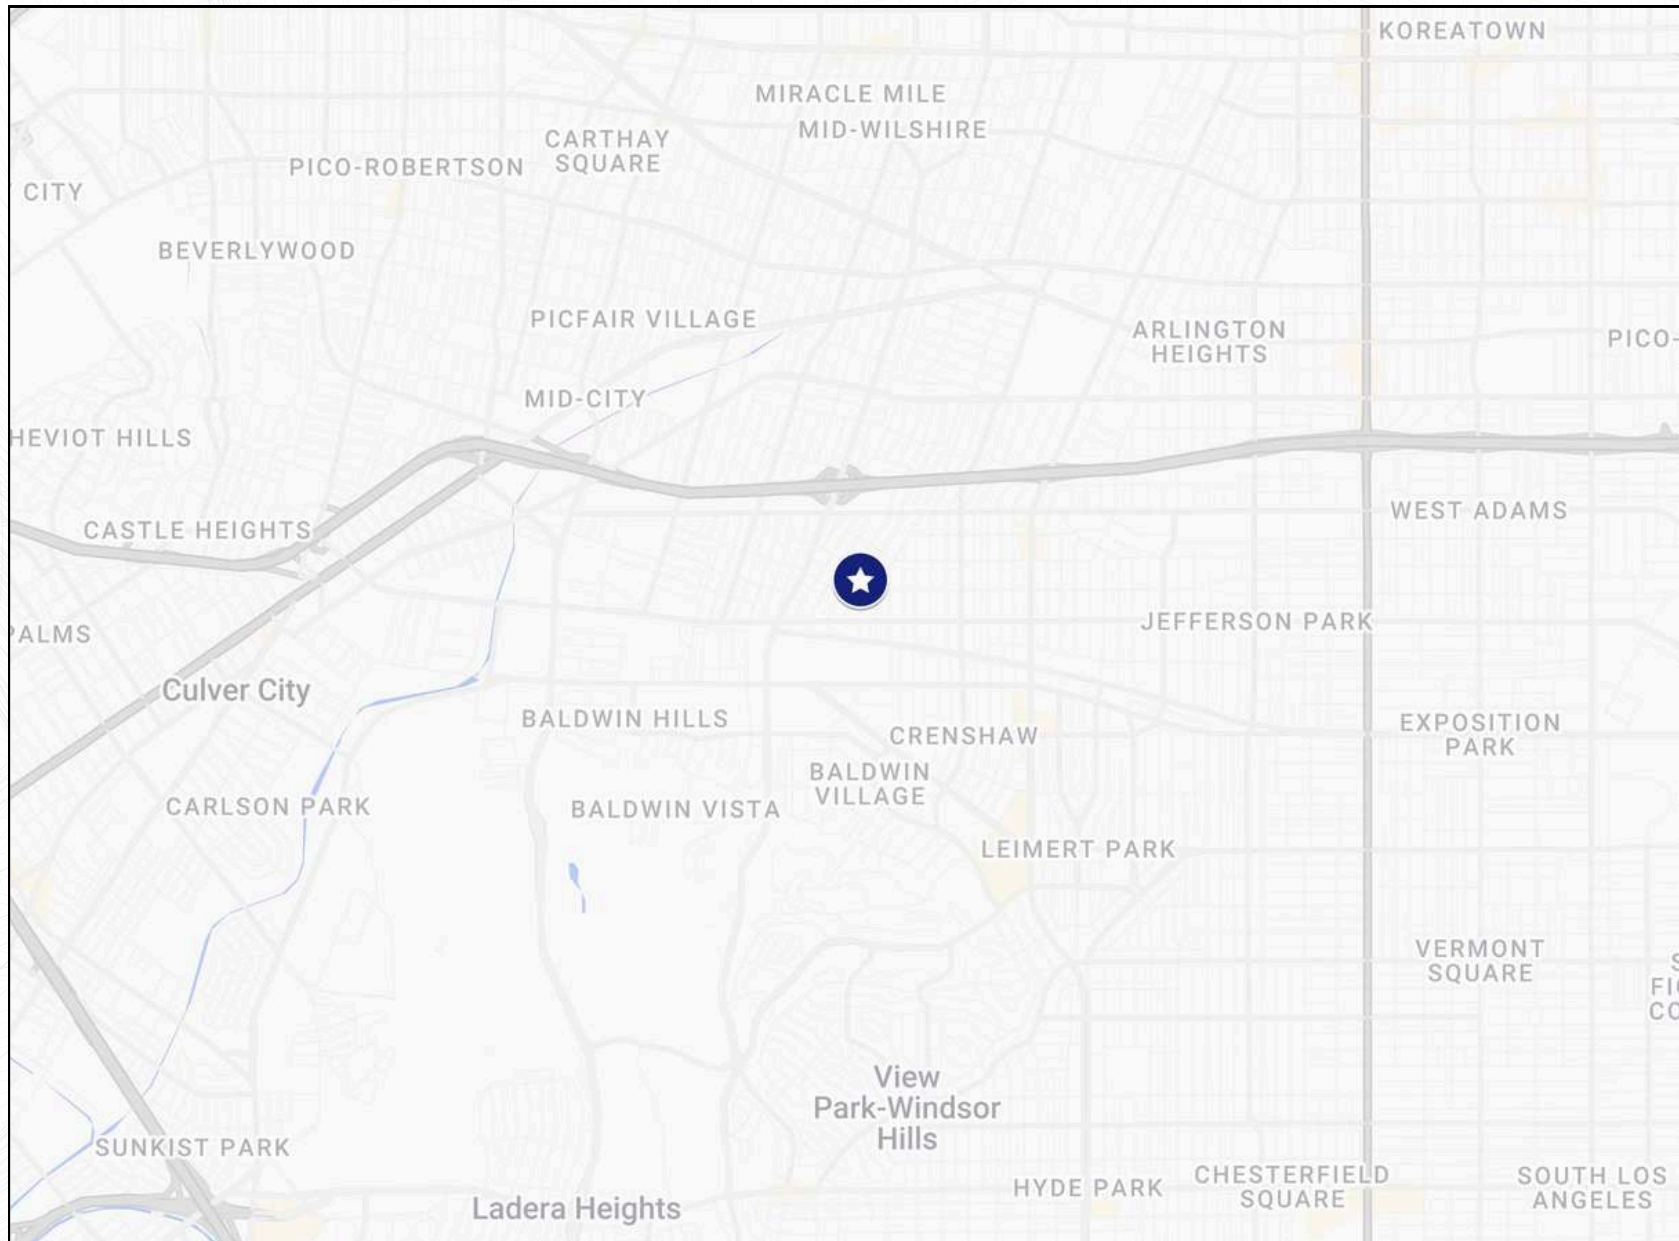 KOREATOWN
MIRACLE MILE
MID-WILSHIRE
CARTHAY
SQUARE
PICO-ROBERTSON
CITY
BEVERLYWOOD
PICFAIR VILLAGE
ARLINGTON
HEIGHTS
PICO-
MID-CITY
HEVIOT HILLS
WEST ADAMS
CASTLE HEIGHTS
JEFFERSON PARK
PALMS
Culver City
BALDWIN HILLS
CRENSHAW
EXPOSITION
PARK
BALDWIN
VILLAGE
CARLSON PARK
BALDWIN VISTA
LEIMERT PARK
VERMONT
SQUARE
S
FIG
CO
View
Park-Windsor
Hills
SUNKIST PARK
HYDE PARK
CHESTERFIELD
SQUARE
SOUTH LOS
ANGELES
Ladera Heights